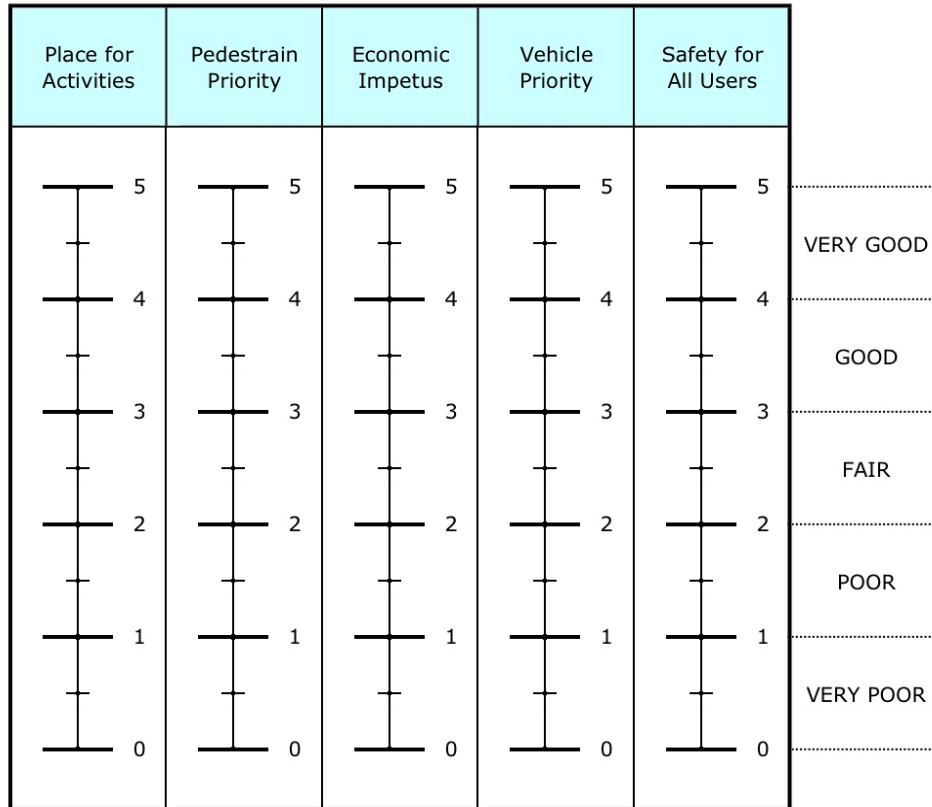 Place for
Activities
Pedestrain
Priority
Economic
Impetus
Vehicle
Priority
Safety for
All Users
5 5 5 5 5
VERY GOOD
4 4 4 4 4
GOOD
3 3 3 3 3
FAIR
2 2 2 2 2
POOR
1 1 1 1 1
VERY POOR
0 0 0 0 0